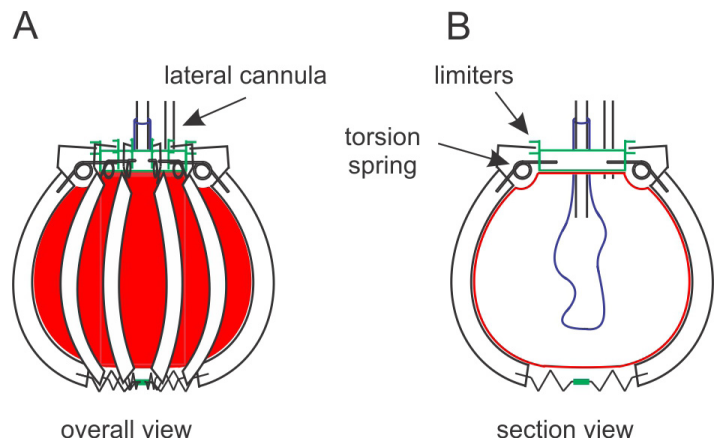 A
B
lateral cannula
limiters
torsion
spring
overall view
section view